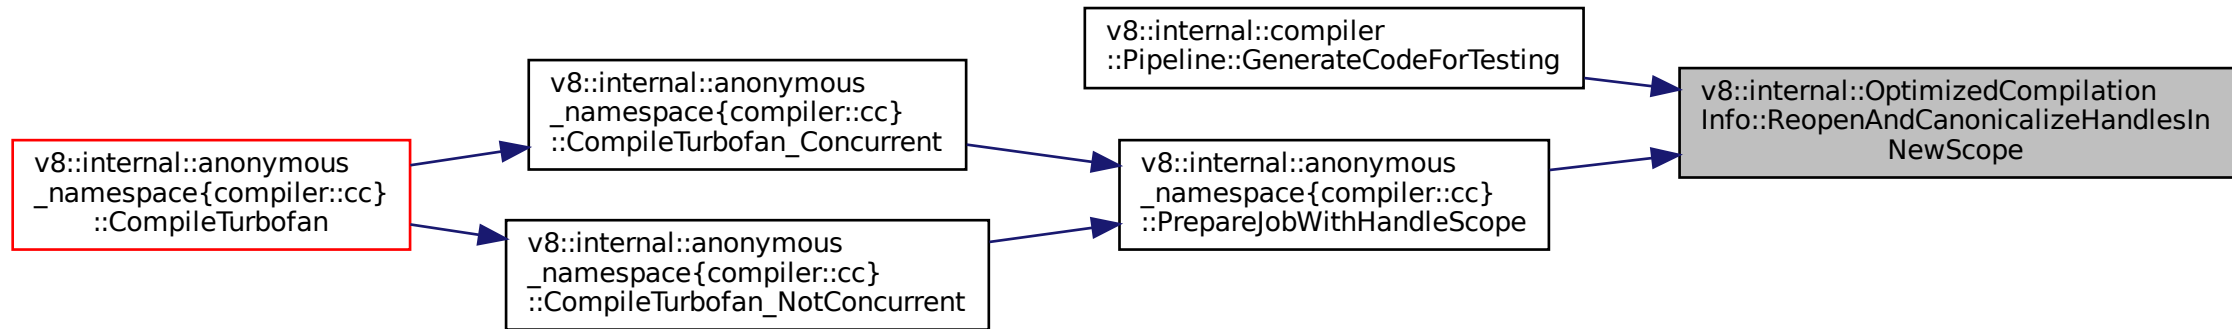 v8::internal::anonymous
_namespace{compiler::cc}
::CompileTurbofan
v8::internal::anonymous
_namespace{compiler::cc}
::CompileTurbofan_Concurrent
v8::internal::anonymous
_namespace{compiler::cc}
::CompileTurbofan_NotConcurrent
v8::internal::compiler
::Pipeline::GenerateCodeForTesting
v8::internal::anonymous
_namespace{compiler::cc}
::PrepareJobWithHandleScope
v8::internal::OptimizedCompilation
Info::ReopenAndCanonicalizeHandlesIn
NewScope